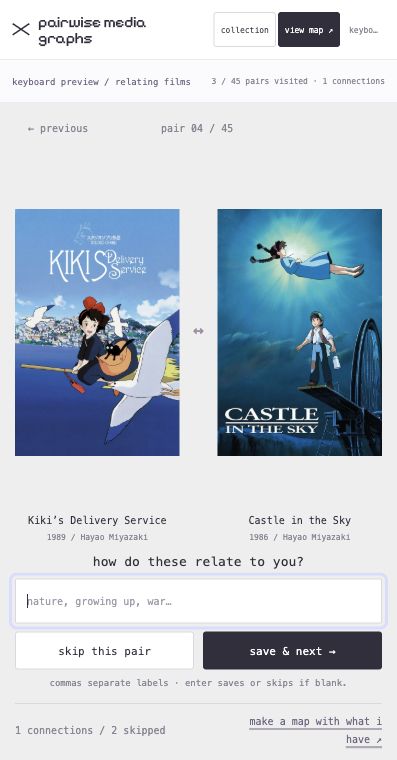 pairwise media
graphs
collection
view map ↗
keybo…
keyboard preview / relating films
3 / 45 pairs visited · 1 connections
← previous
pair 04 / 45
KIKI'S Delivery
Service
↔
CASTLE
IN THE SKY
Kiki’s Delivery Service
1989 / Hayao Miyazaki
Castle in the Sky
1986 / Hayao Miyazaki
how do these relate to you?
nature, growing up, war…
skip this pair
save & next →
commas separate labels · enter saves or skips if blank.
1 connections / 2 skipped
make a map with what i
have ↗